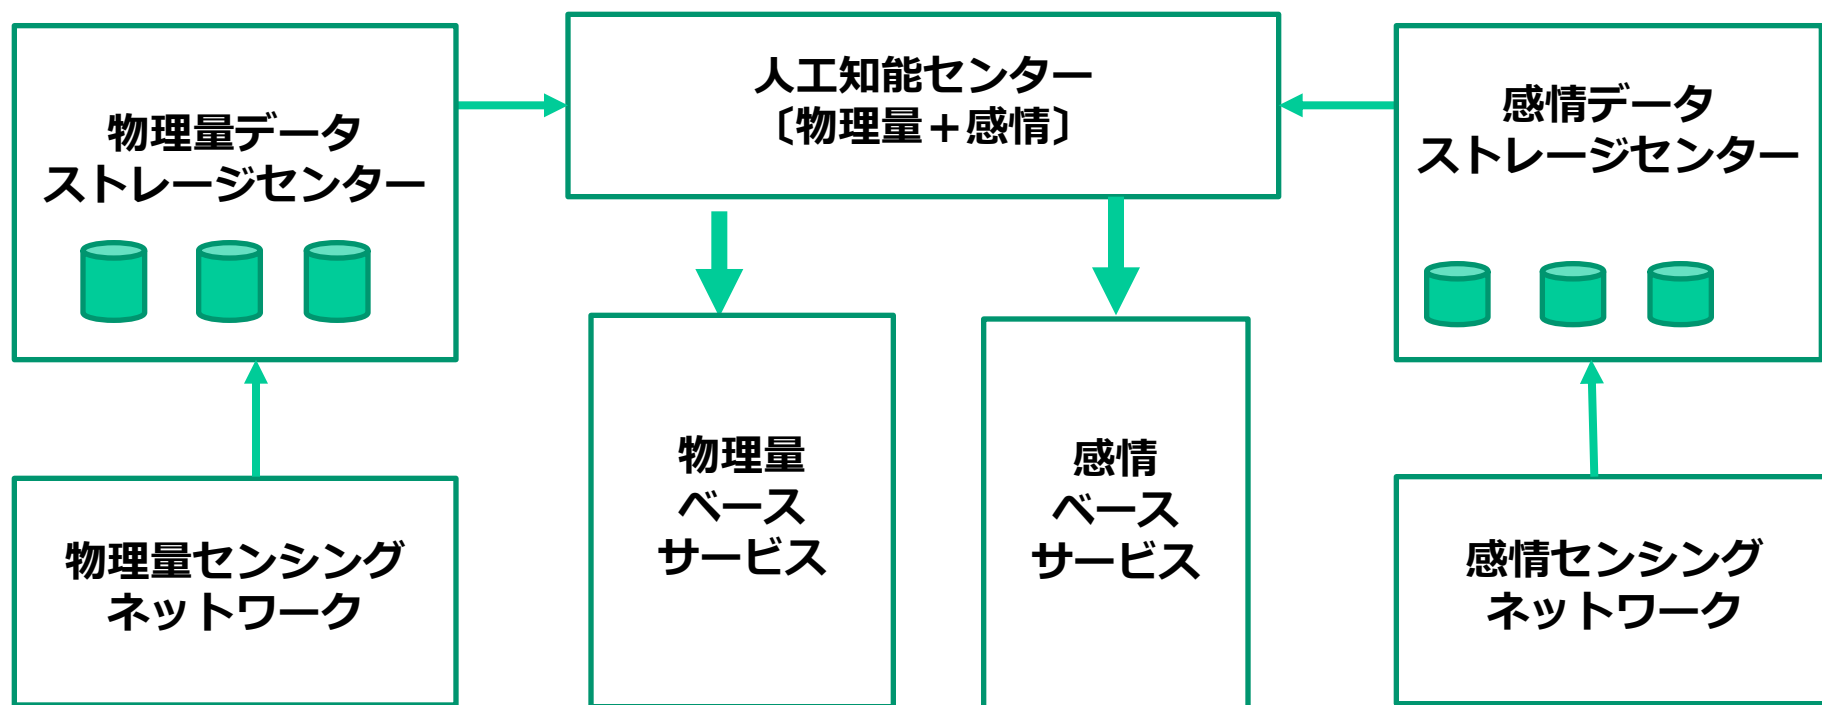 物理量データ
ストレージセンター
人工知能センター
〔物理量＋感情〕
感情データ
ストレージセンター
物理量センシング
ネットワーク
物理量
ベース
サービス
感情
ベース
サービス
感情センシング
ネットワーク